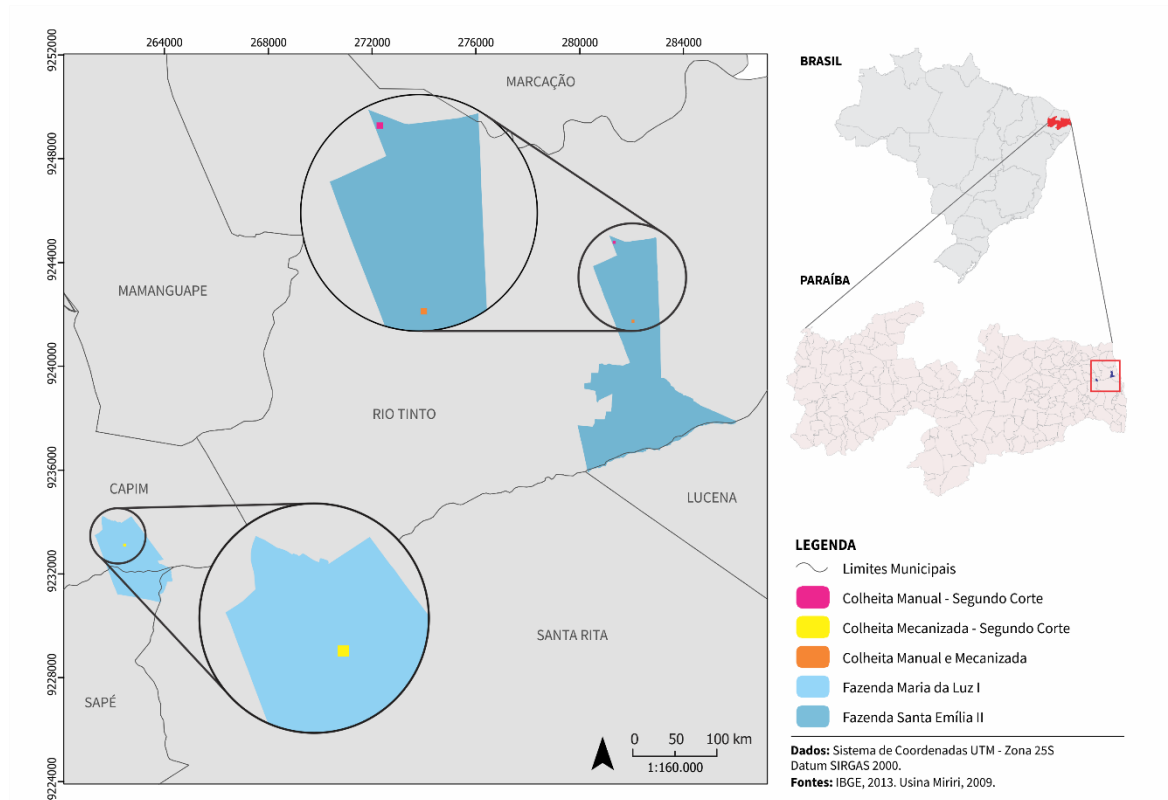 264000
268000
272000
276000
280000
284000
9252000
9248000
9244000
9240000
9236000
9232000
9228000
9224000
MARCAÇÃO
MAMANGUAPE
RIO TINTO
CAPIM
LUCENA
SANTA RITA
SAPÉ
0 50 100 km
1:160.000
BRASIL
PARAÍBA
LEGENDA
Limites Municipais
Colheita Manual - Segundo Corte
Colheita Mecanizada - Segundo Corte
Colheita Manual e Mecanizada
Fazenda Maria da Luz I
Fazenda Santa Emília II
Dados: Sistema de Coordenadas UTM - Zona 25S
Datum SIRGAS 2000.
Fontes: IBGE, 2013. Usina Miriri, 2009.